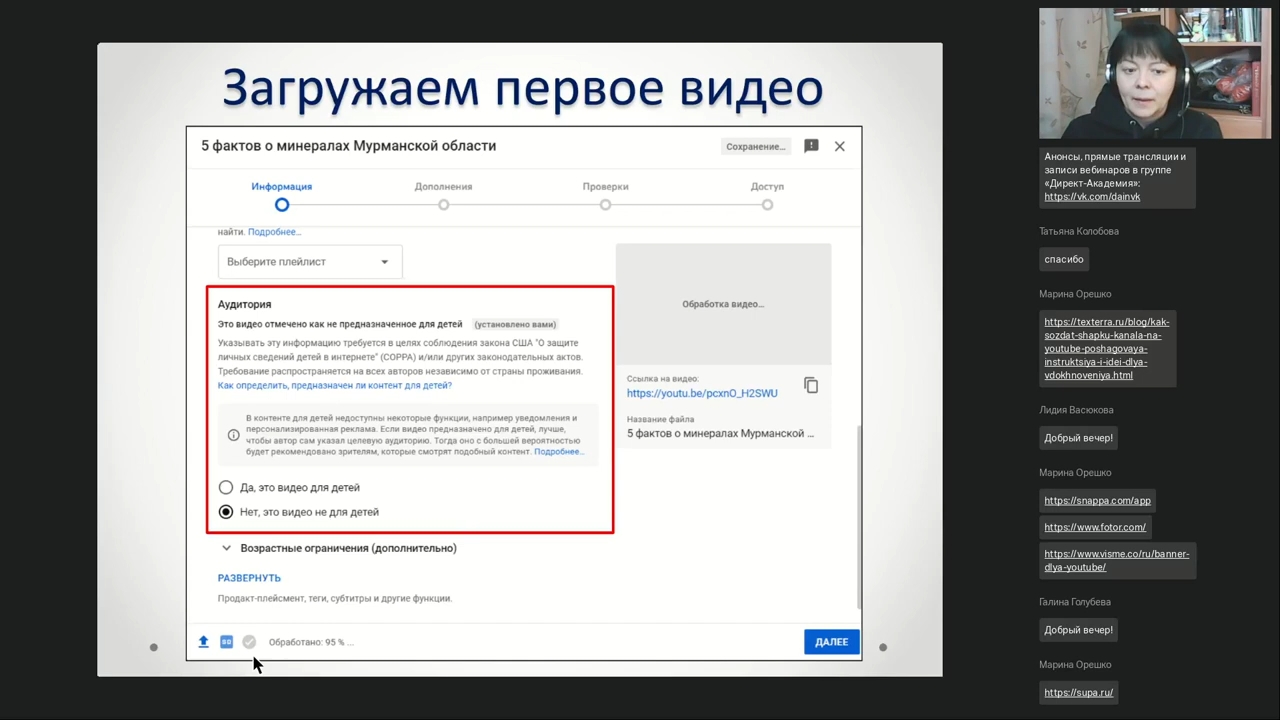 Загружаем первое видео
5 фактов о минералах Мурманской области
Сохранение...
Информация
Дополнения
Проверки
Доступ
найти. Подробнее...
Выберите плейлист
Аудитория
Это видео отмечено как не предназначенное для детей (установлено вами)
Указывать эту информацию требуется в целях соблюдения закона США "О защите
личных сведений детей в интернете" (COPPA) и/или других законодательных актов.
Требование распространяется на всех авторов независимо от страны проживания.
Как определить, предназначен ли контент для детей?
В контенте для детей недоступны некоторые функции, например уведомления и
персонализированная реклама. Если видео предназначено для детей, лучше,
чтобы автор сам указал целевую аудиторию. Тогда оно с большей вероятностью
будет рекомендовано зрителям, которые смотрят подобный контент. Подробнее...
Да, это видео для детей
Нет, это видео не для детей
Возрастные ограничения (дополнительно)
РАЗВЕРНУТЬ
Продакт-плейсмент, теги, субтитры и другие функции.
Обработка видео...
Ссылка на видео:
https://youtu.be/pcxnO_H2SWU
Название файла
5 фактов о минералах Мурманской ...
Обработано: 95 % ...
ДАЛЕЕ
Анонсы, прямые трансляции и
записи вебинаров в группе
«Директ-Академия»:
https://vk.com/dainvk
Татьяна Колобова
спасибо
Марина Орешко
https://texterra.ru/blog/kak-
sozdat-shapku-kanala-na-
youtube-poshagovaya-
instruktsiya-i-idei-dlya-
vdokhnoveniya.html
Лидия Васюкова
Добрый вечер!
Марина Орешко
https://snappa.com/app
https://www.fotor.com/
https://www.visme.co/ru/banner-
dlya-youtube/
Галина Голубева
Добрый вечер!
Марина Орешко
https://supa.ru/